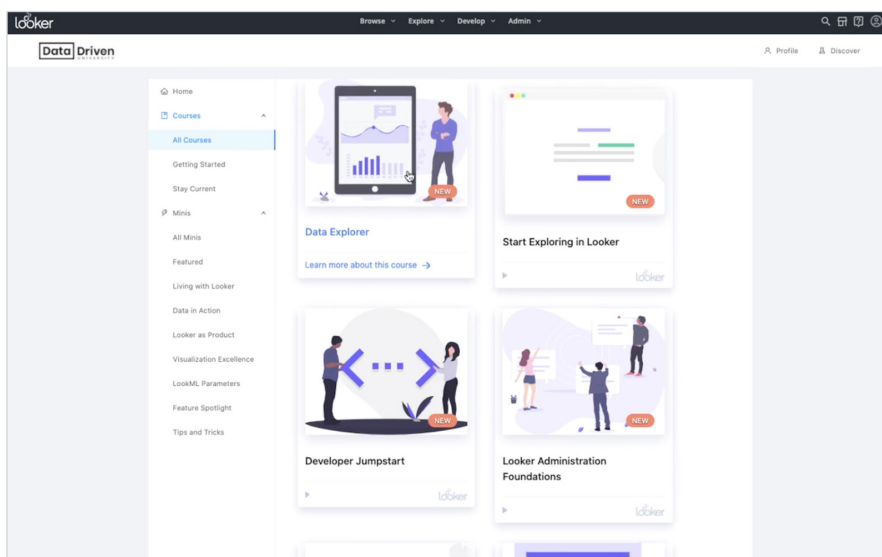 looker
Browse Explore Develop Admin
Data Driven
UNIVERSITY
Profile Discover
Home
Courses
All Courses
Getting Started
Stay Current
Minis
All Minis
Featured
Living with Looker
Data in Action
Looker as Product
Visualization Excellence
LookML Parameters
Feature Spotlight
Tips and Tricks
NEW
Data Explorer
Learn more about this course →
NEW
Start Exploring in Looker
looker
NEW
Developer Jumpstart
looker
NEW
Looker Administration
Foundations
looker